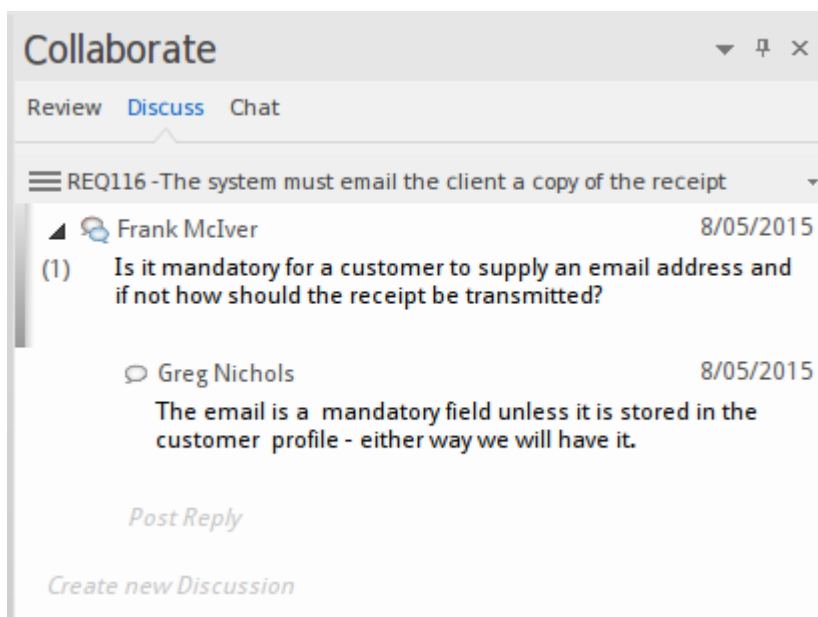 Collaborate
Review Discuss Chat
REQ116 -The system must email the client a copy of the receipt
Frank McIver 8/05/2015
(1) Is it mandatory for a customer to supply an email address and
if not how should the receipt be transmitted?
Greg Nichols 8/05/2015
The email is a mandatory field unless it is stored in the
customer profile - either way we will have it.
Post Reply
Create new Discussion